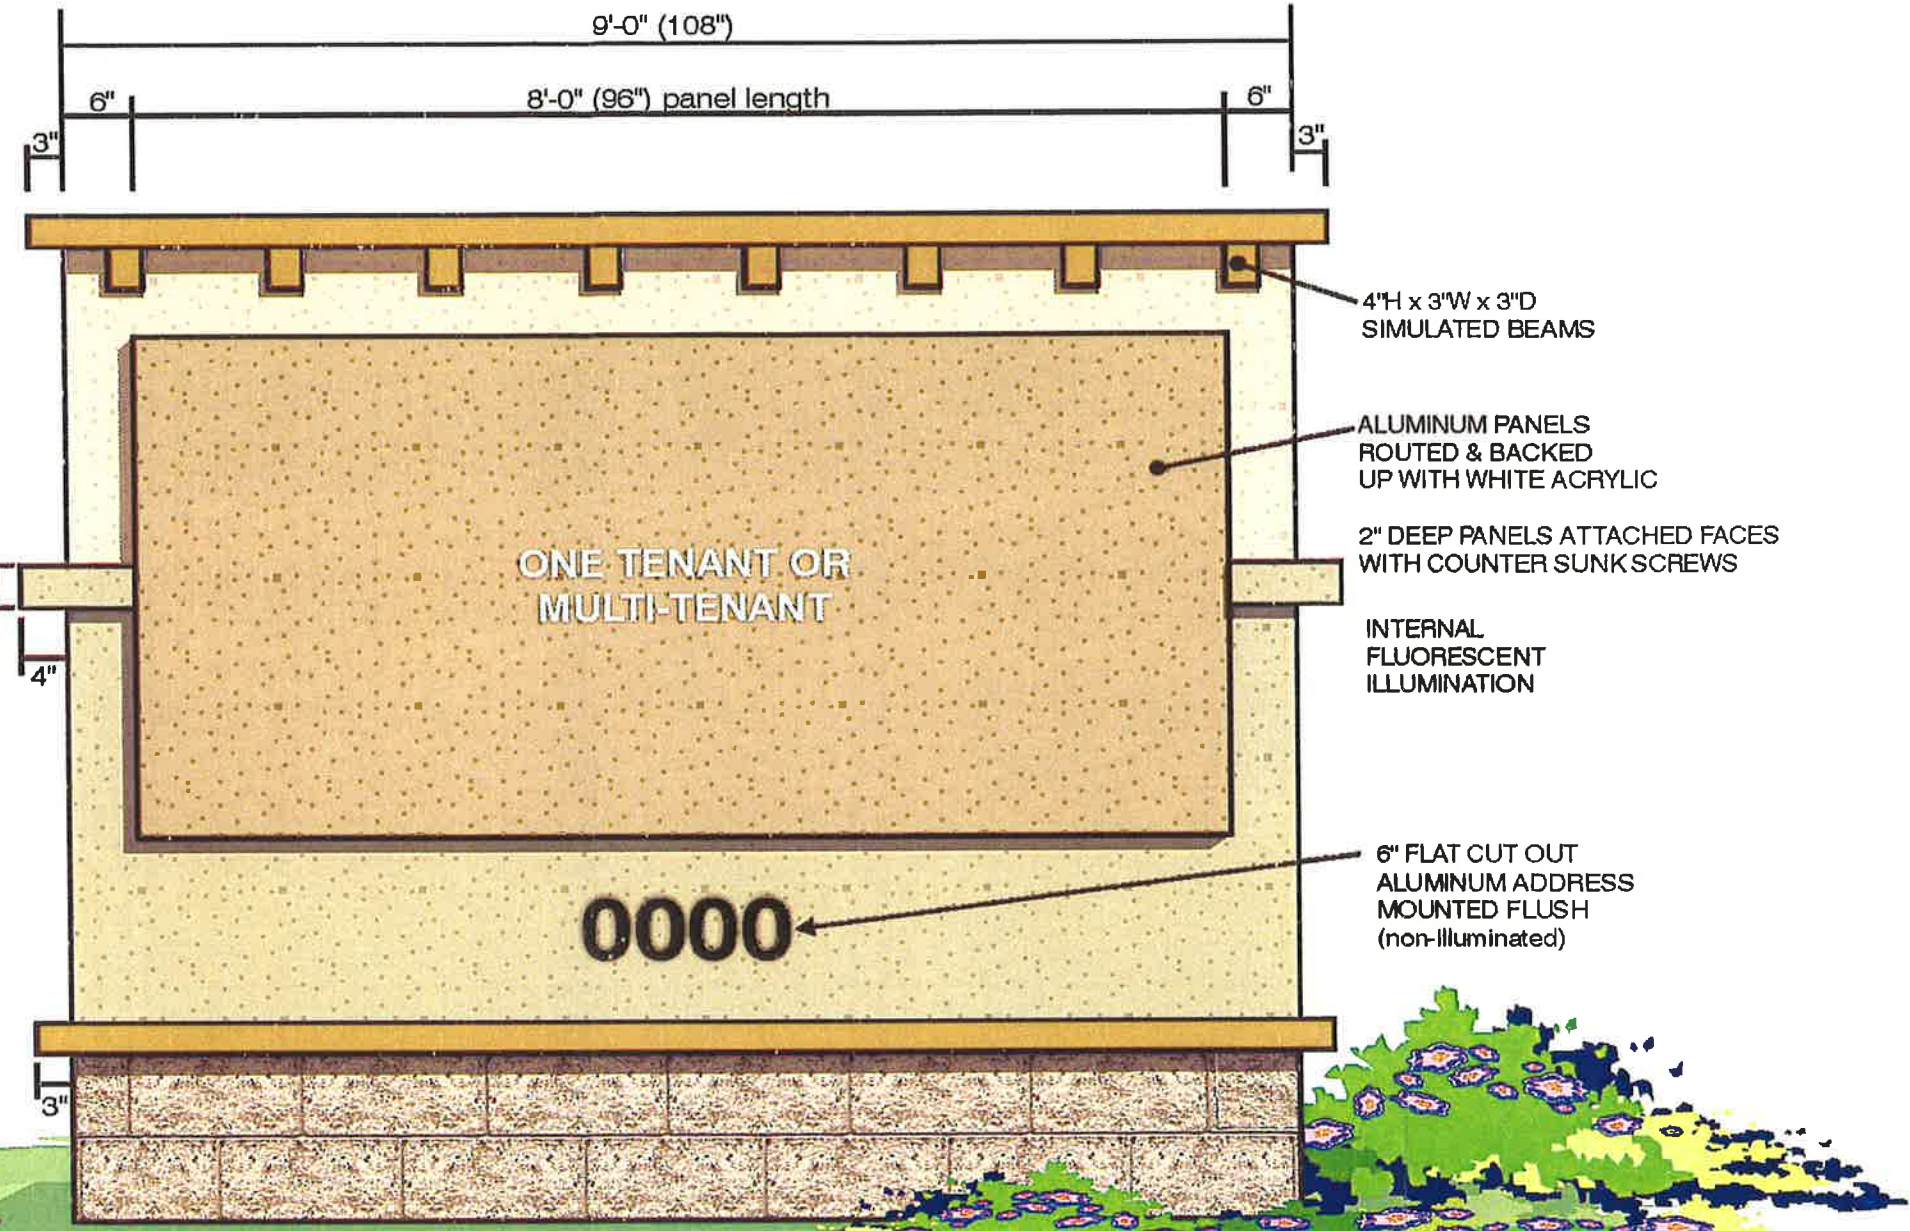 9'-0" (108")
6"
8'-0" (96") panel length
6"
3"
3"
4"H x 3"W x 3"D
SIMULATED BEAMS
ALUMINUM PANELS
ROUTED & BACKED
UP WITH WHITE ACRYLIC
2" DEEP PANELS ATTACHED FACES
WITH COUNTER SUNK SCREWS
ONE TENANT OR
MULTI-TENANT
INTERNAL
FLUORESCENT
ILLUMINATION
4"
6" FLAT CUT OUT
ALUMINUM ADDRESS
MOUNTED FLUSH
(non-illuminated)
0000
3"